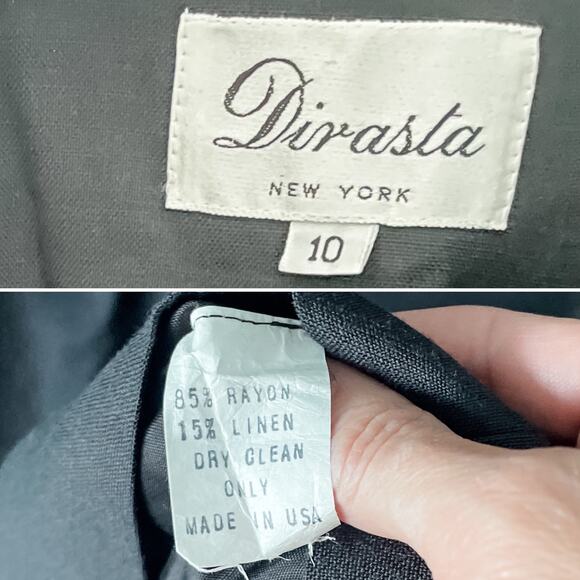 Dirasta
NEW YORK
10
85% RAYON
15% LINEN
DRY CLEAN
ONLY
MADE IN USA